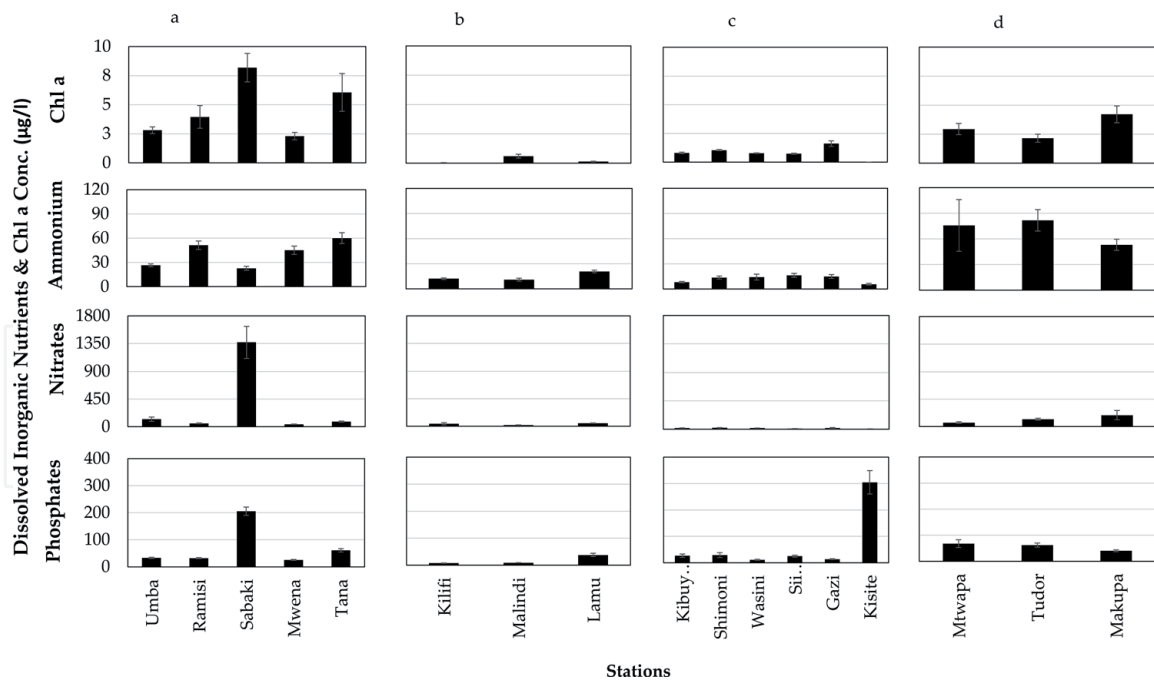 a b c d
Dissolved Inorganic Nutrients & Chl a Conc. (µg/l)
Chl a
10
8
5
3
0
Ammonium
120
90
60
30
0
Nitrates
1800
1350
900
450
0
Phosphates
400
300
200
100
0
Umba
Ramisi
Sabaki
Mwena
Tana
Kilifi
Malindi
Lamu
Kibuy…
Shimoni
Wasini
Sii…
Gazi
Kisite
Mtwapa
Tudor
Makupa
Stations